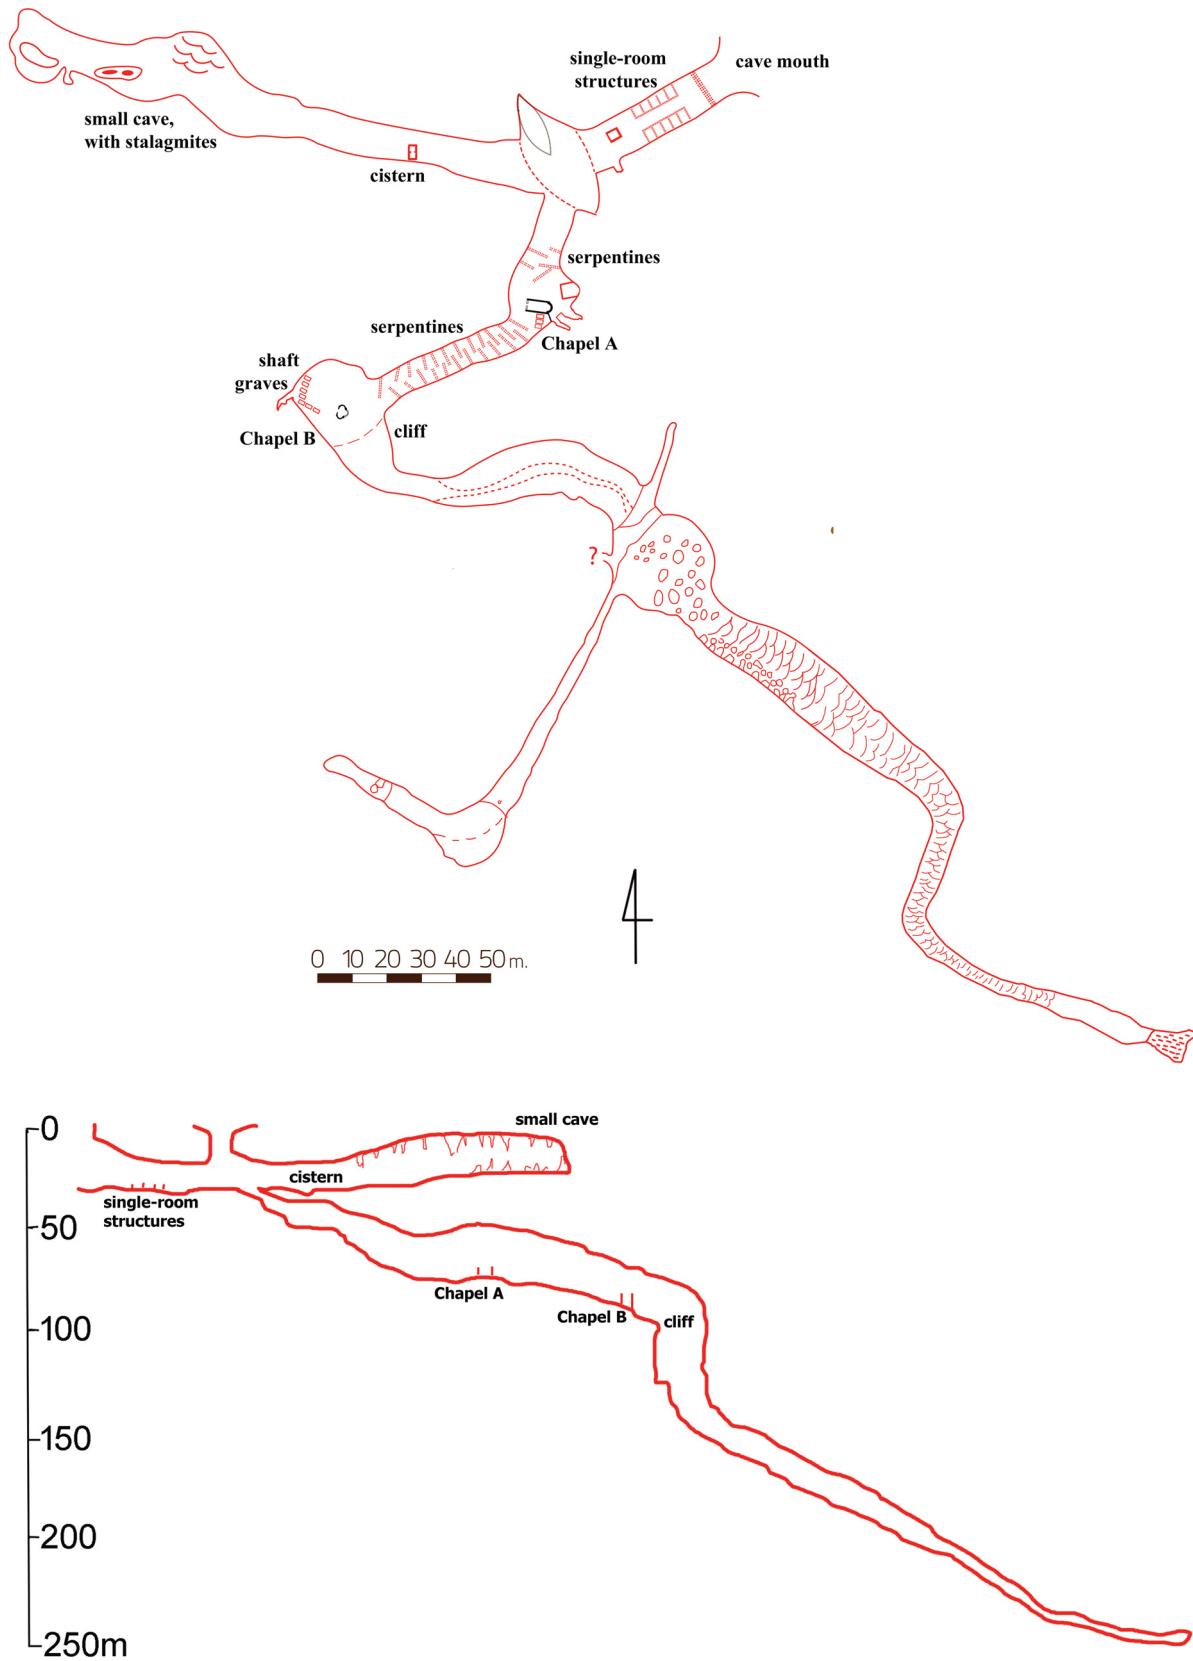 single-room
structures
cave mouth
small cave,
with stalagmites
cistern
serpentines
serpentines
Chapel A
shaft
graves
Chapel B
cliff
?
0 10 20 30 40 50 m.
0
small cave
cistern
single-room
structures
50
Chapel A
Chapel B
cliff
100
150
200
250m